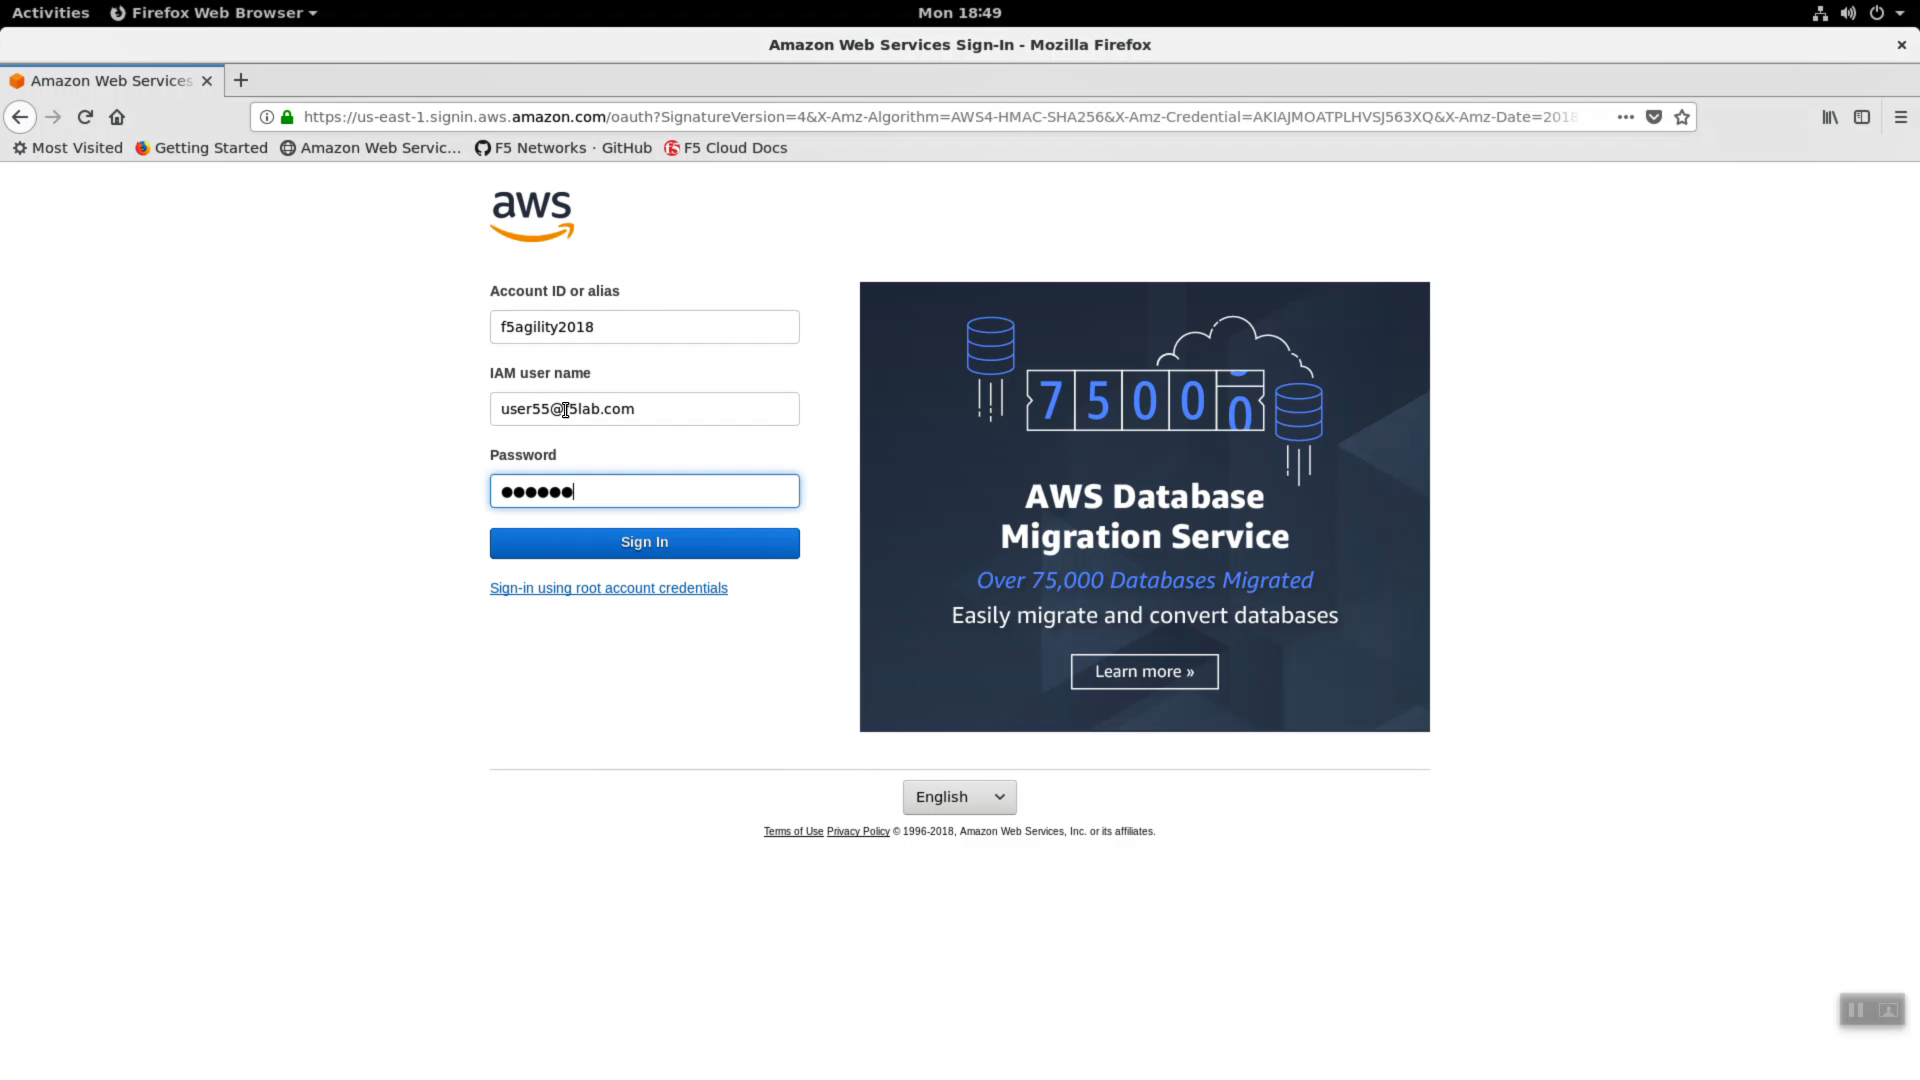 Activities Firefox Web Browser Mon 18:49
Amazon Web Services Sign-In - Mozilla Firefox
Amazon Web Services
https://us-east-1.signin.aws.amazon.com/oauth?SignatureVersion=4&X-Amz-Algorithm=AWS4-HMAC-SHA256&X-Amz-Credential=AKIAJMOATPLHVSJ563XQ&X-Amz-Date=2018
Most Visited Getting Started Amazon Web Servic... F5 Networks · GitHub F5 Cloud Docs
aws
Account ID or alias
f5agility2018
IAM user name
user55@f5lab.com
Password
●●●●●●
Sign In
Sign-in using root account credentials
75000
AWS Database
Migration Service
Over 75,000 Databases Migrated
Easily migrate and convert databases
Learn more »
English
Terms of Use Privacy Policy © 1996-2018, Amazon Web Services, Inc. or its affiliates.